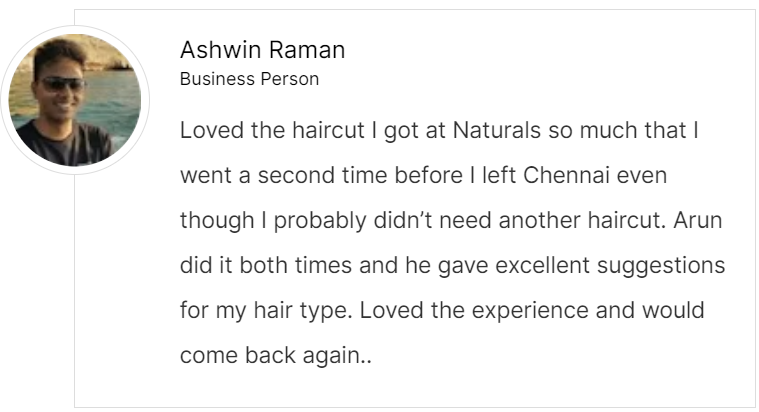 Ashwin Raman
Business Person
Loved the haircut I got at Naturals so much that I
went a second time before I left Chennai even
though I probably didn’t need another haircut. Arun
did it both times and he gave excellent suggestions
for my hair type. Loved the experience and would
come back again..